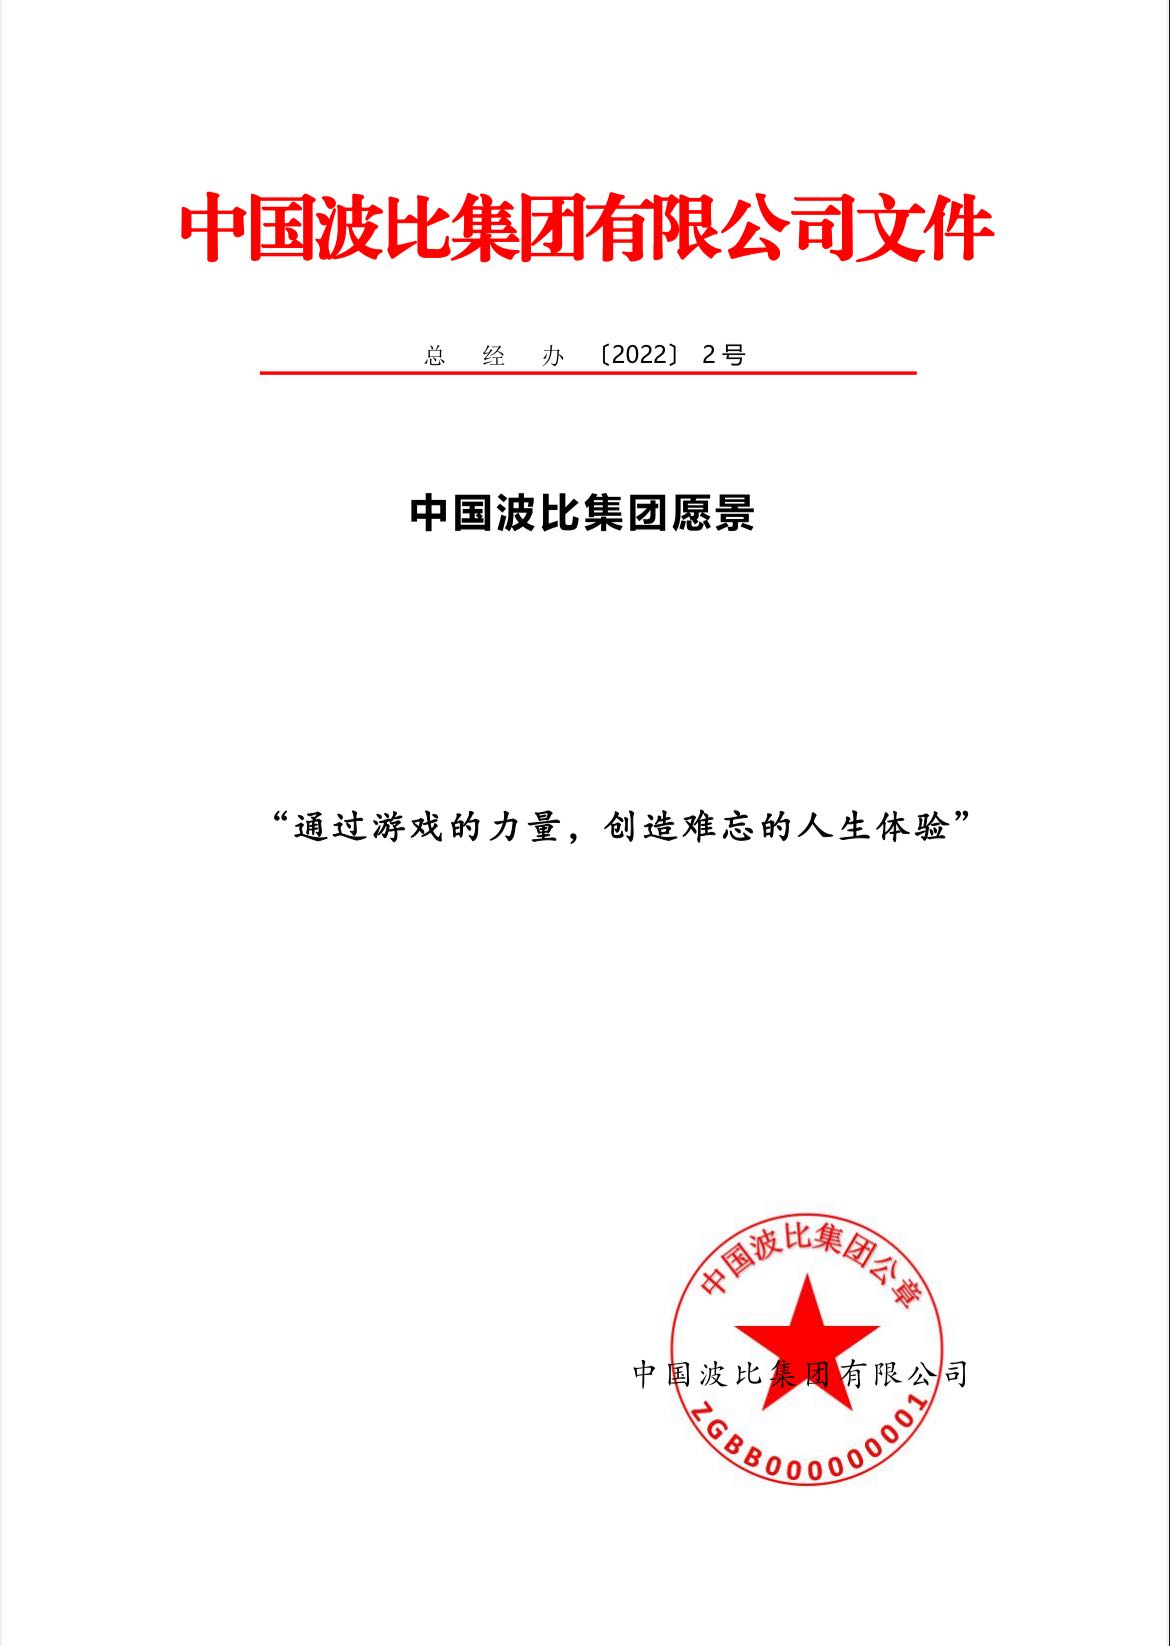 中国波比集团有限公司文件
总 经 办 〔2022〕 2号
中国波比集团愿景
“通过游戏的力量，创造难忘的人生体验”
中国波比集团公章
中国波比集团有限公司
ZGBB000000001